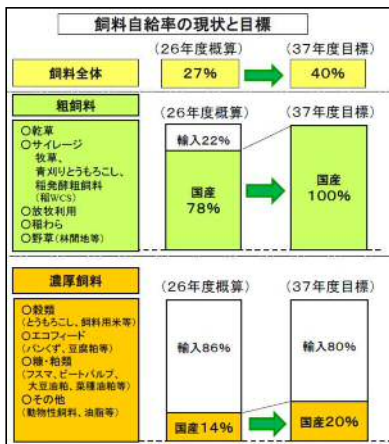 飼料自給率の現状と目標
(26年度概算)
(37年度目標)
飼料全体
27%
40%
粗飼料
(26年度概算)
(37年度目標)
○乾草
○サイレージ
牧草、
青刈りとうもろこし、
稲発酵粗飼料
(稲WCS)
○放牧利用
○稲わら
○野草(林間地等)
輸入22%
国産
78%
国産
100%
濃厚飼料
(26年度概算)
(37年度目標)
○穀類
(とうもろこし、飼料用米等)
○エコフィード
(パンくず、豆腐粕等)
○糠・粕類
(フスマ、ビートパルプ、
大豆油粕、菜種油粕等)
○その他
(動物性飼料、油脂等)
輸入86%
国産14%
輸入80%
国産20%